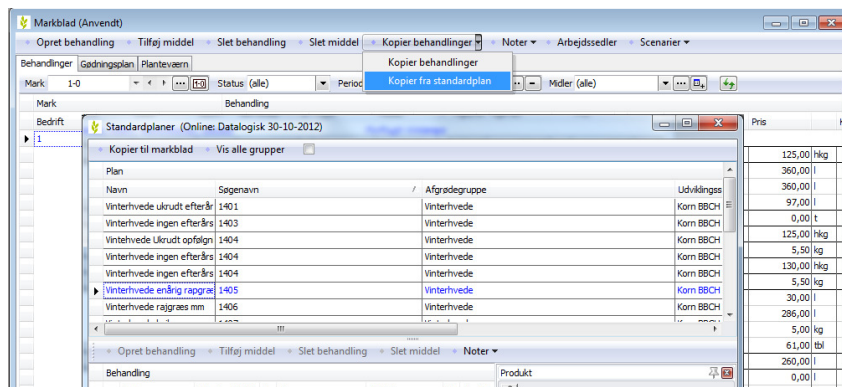 Markblad (Anvendt)
Opret behandling Tilføj middel Slet behandling Slet middel Kopier behandlinger Noter Arbejdssedler Scenarier
Kopier behandlinger
Kopier fra standardplan
Behandlinger Gødningsplan Planteværn
Mark 1-0 Status (alle) Period Midler (alle)
Mark Behandling
Bedrift Pris
1
Standardplaner (Online: Datalogisk 30-10-2012)
Kopier til markblad Vis alle grupper
Plan
Navn Søgenavn Afgrødegruppe Udviklingss
Vinterhvede ukrudt efterår 1401 Vinterhvede Korn BBCH
Vinterhvede ingen efterårs 1403 Vinterhvede Korn BBCH
Vintehvede Ukrudt opfølgn 1404 Vinterhvede Korn BBCH
Vinterhvede ingen efterårs 1404 Vinterhvede Korn BBCH
Vinterhvede ingen efterårs 1404 Vinterhvede Korn BBCH
Vinterhvede enårig rapgræ 1405 Vinterhvede Korn BBCH
Vinterhvede rajgræs mm 1406 Vinterhvede Korn BBCH
Opret behandling Tilføj middel Slet behandling Slet middel Noter
Behandling Produkt
125,00 hkg
360,00 l
360,00 l
97,00 l
0,00 t
125,00 hkg
5,50 kg
130,00 hkg
5,50 kg
30,00 l
286,00 l
5,00 kg
61,00 tbl
260,00 l
0,00 l